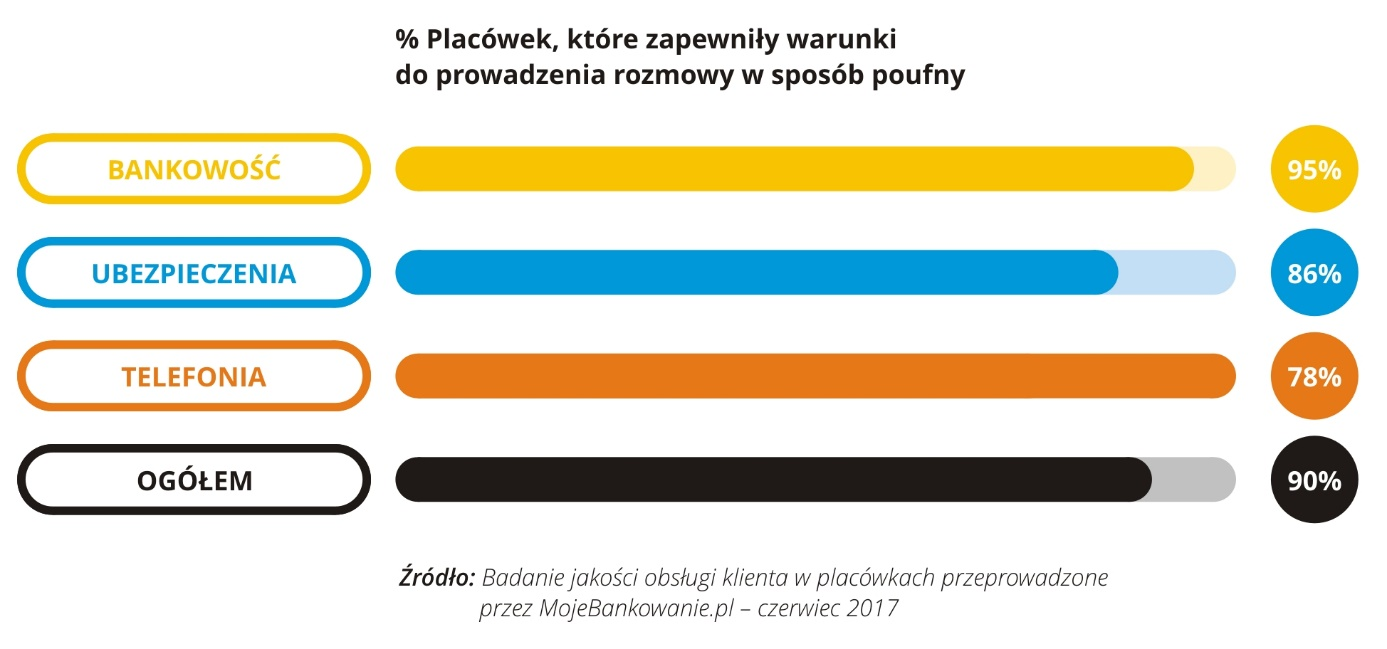 % Placówek, które zapewniły warunki
do prowadzenia rozmowy w sposób poufny
BANKOWOŚĆ 95%
UBEZPIECZENIA 86%
TELEFONIA 78%
OGÓŁEM 90%
Źródło: Badanie jakości obsługi klienta w placówkach przeprowadzone
przez MojeBankowanie.pl – czerwiec 2017